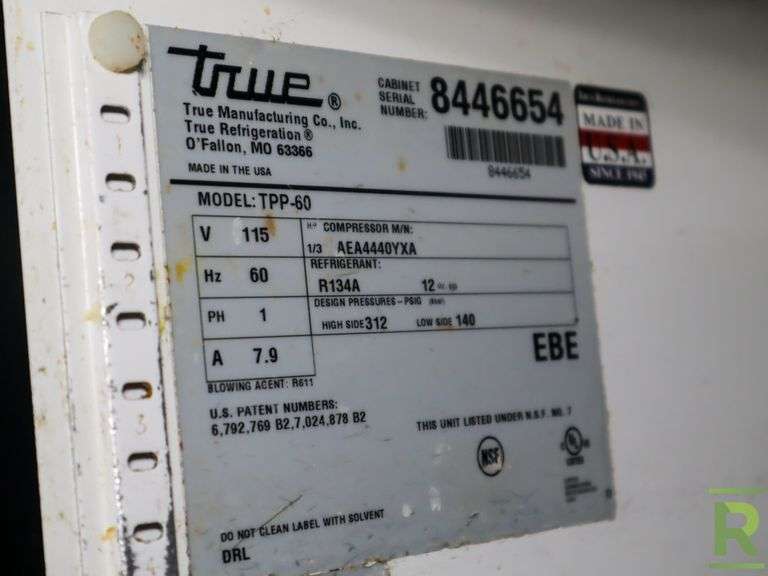 true®
True Manufacturing Co., Inc.
True Refrigeration®
O'Fallon, MO 63366
MADE IN THE USA
CABINET SERIAL NUMBER: 8446654
8446654
MADE IN
U.S.A.
SINCE 1945
MODEL: TPP-60
V 115
HP COMPRESSOR M/N:
1/3 AEA4440YXA
Hz 60
REFRIGERANT:
R134A 12 oz.
PH 1
DESIGN PRESSURES-PSIG
HIGH SIDE 312 LOW SIDE 140
A 7.9
EBE
BLOWING AGENT: R611
U.S. PATENT NUMBERS:
6,792,769 B2,7,024,878 B2
THIS UNIT LISTED UNDER N.S.F. NO. 7
NSF
UL
DO NOT CLEAN LABEL WITH SOLVENT
DRL
R